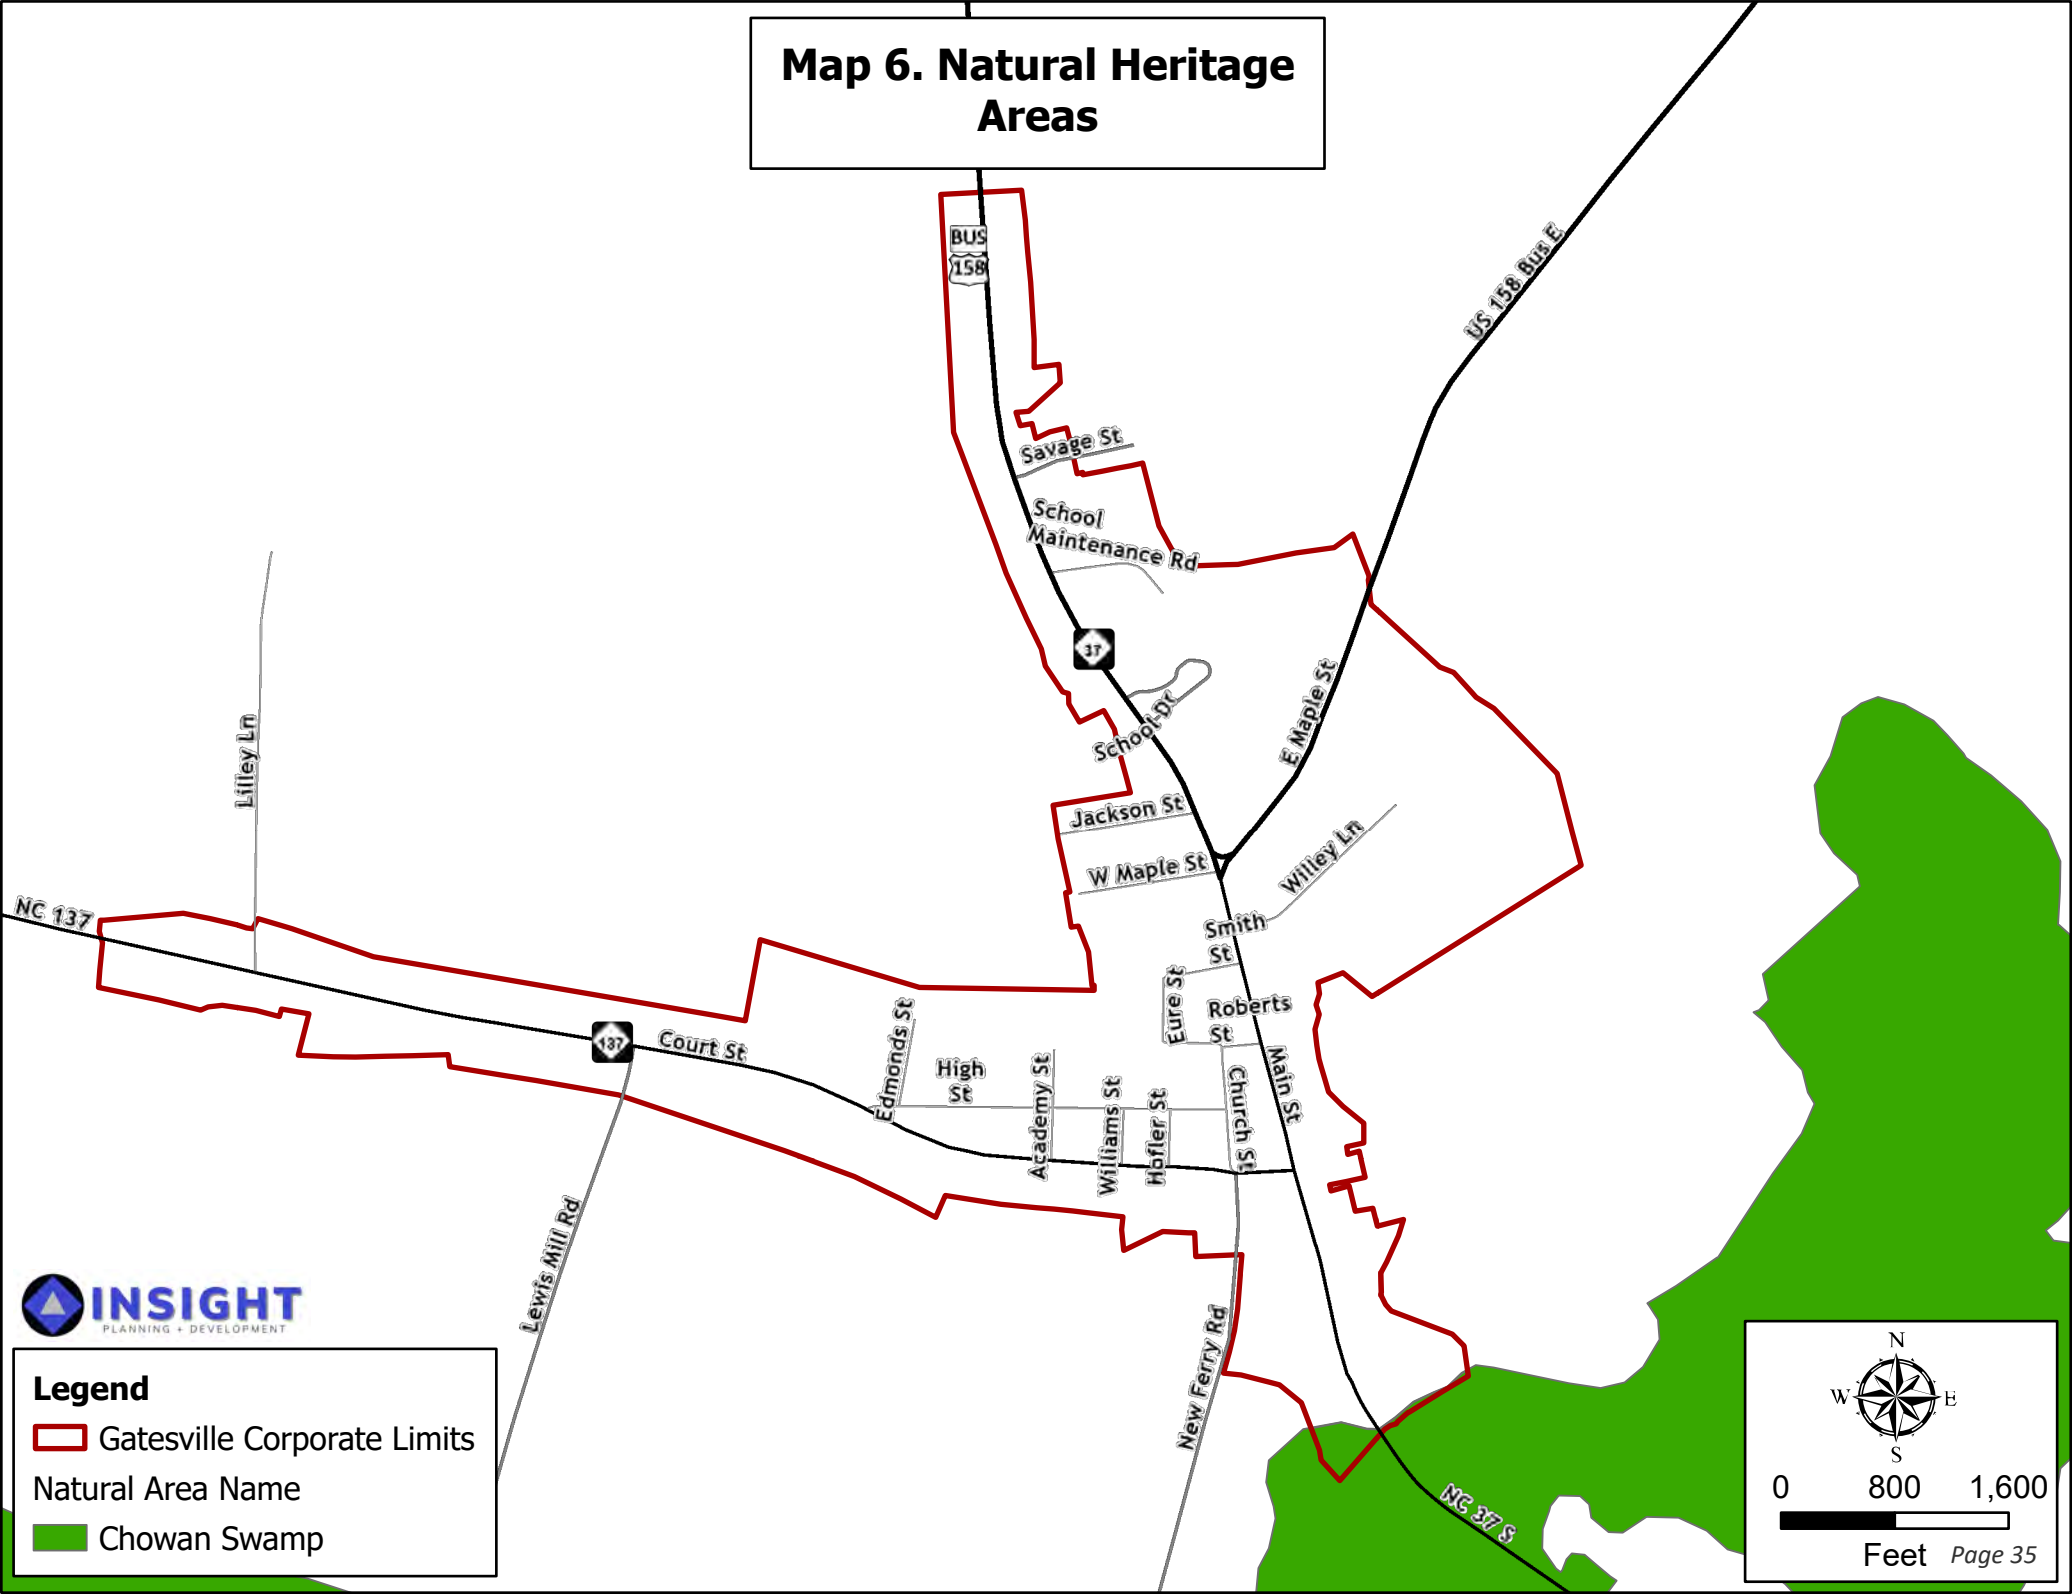 Map 6. Natural Heritage
Areas
BUS
158
US 158 Bus E
Savage St
School
Maintenance Rd
37
School Dr
E Maple St
Lilley Ln
Jackson St
W Maple St
Willey Ln
NC 137
Smith
St
Eure St
Roberts
St
137
Court St
Edmonds St
High
St
Academy St
Williams St
Hofler St
Church St
Main St
Lewis Mill Rd
New Ferry Rd
NC 37 S
INSIGHT
PLANNING + DEVELOPMENT
Legend
Gatesville Corporate Limits
Natural Area Name
Chowan Swamp
N
W E
S
0 800 1,600
Feet Page 35